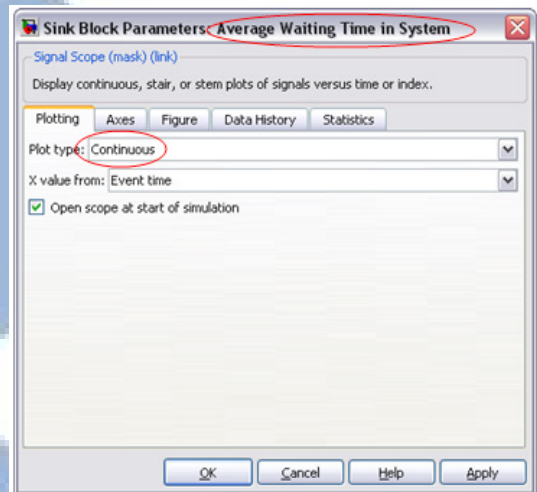 Sink Block Parameters: Average Waiting Time in System
Signal Scope (mask) (link)
Display continuous, stair, or stem plots of signals versus time or index.
Plotting Axes Figure Data History Statistics
Plot type: Continuous
X value from: Event time
Open scope at start of simulation
OK Cancel Help Apply